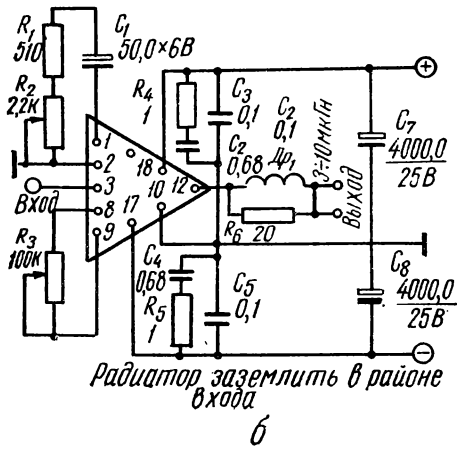 R₁
510
C₁
50,0×6В
R₂
2,2К
R₄
1
C₃
0,1
C₂
0,68
C₂
0,1
Др₁
3÷10мкГн
C₇
4000,0
25В
1
2
3
8
9
18
10
12
17
Вход
Выход
R₃
100К
R₆
20
C₄
0,68
R₅
1
C₅
0,1
C₈
4000,0
25В
+
−
Радиатор заземлить в районе
входа
б